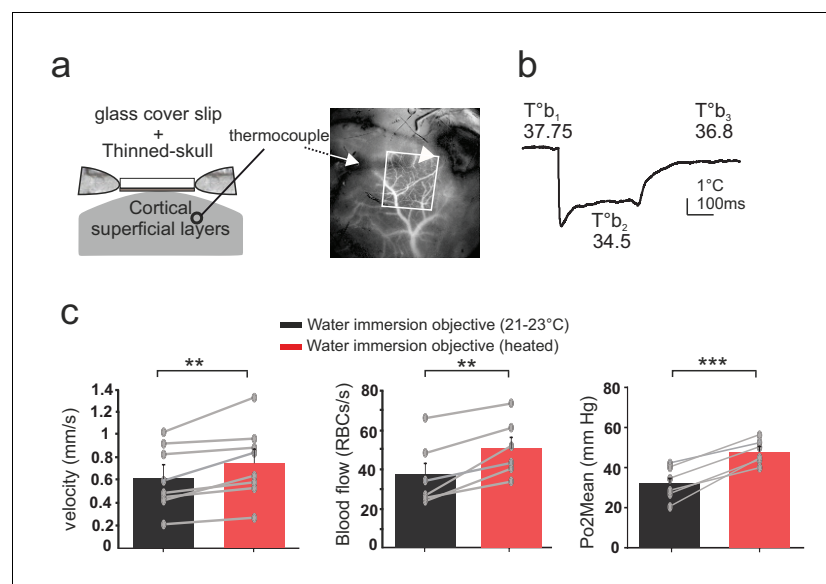 a
glass cover slip
+
Thinned-skull
thermocouple
Cortical
superficial layers
b
T°b1
37.75
T°b2
34.5
T°b3
36.8
1°C
100ms
c
Water immersion objective (21-23°C)
Water immersion objective (heated)
**
velocity (mm/s)
1.4
1.2
1
0.8
0.6
0.4
0.2
0
**
Blood flow (RBCs/s)
80
60
40
20
0
***
Po2Mean (mm Hg)
80
60
40
20
0